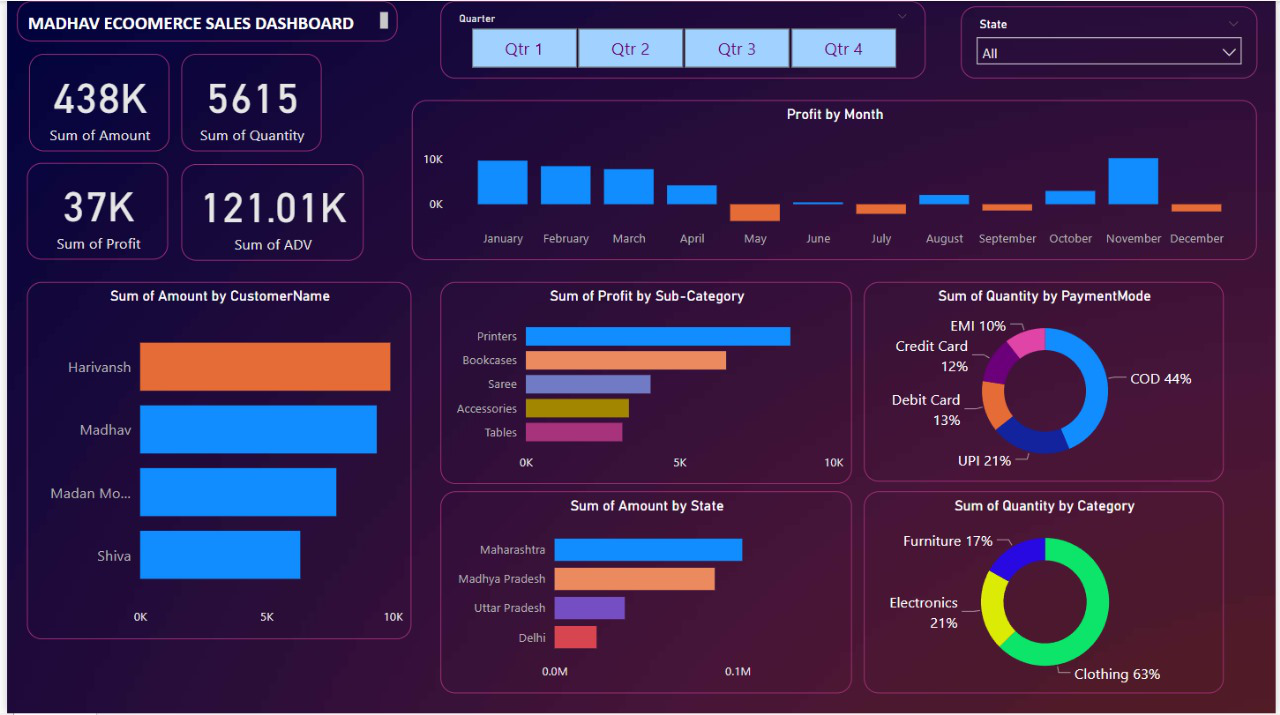 MADHAV ECOOMERCE SALES DASHBOARD
Quarter
Qtr 1
Qtr 2
Qtr 3
Qtr 4
State
All
438K
Sum of Amount
5615
Sum of Quantity
37K
Sum of Profit
121.01K
Sum of ADV
Profit by Month
10K
0K
January February March April May June July August September October November December
Sum of Amount by CustomerName
Harivansh
Madhav
Madan Mo...
Shiva
0K 5K 10K
Sum of Profit by Sub-Category
Printers
Bookcases
Saree
Accessories
Tables
0K 5K 10K
Sum of Quantity by PaymentMode
EMI 10%
Credit Card
12%
Debit Card
13%
UPI 21%
COD 44%
Sum of Amount by State
Maharashtra
Madhya Pradesh
Uttar Pradesh
Delhi
0.0M 0.1M
Sum of Quantity by Category
Furniture 17%
Electronics
21%
Clothing 63%